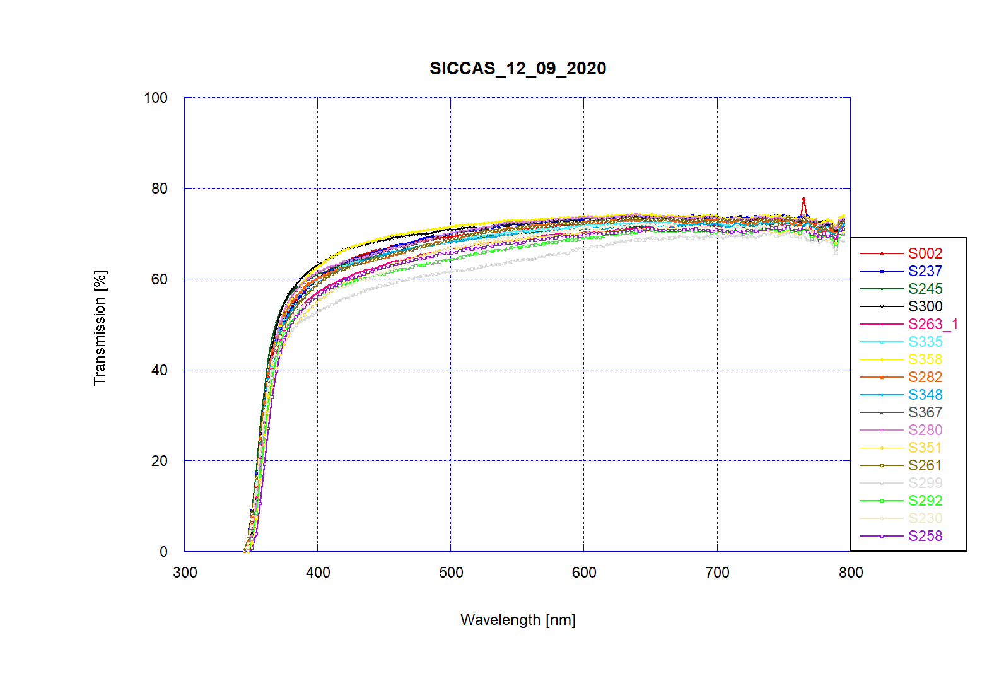 SICCAS_12_09_2020
100
80
60
40
20
0
Transmission [%]
300 400 500 600 700 800
Wavelength [nm]
S002
S237
S245
S300
S263_1
S335
S358
S282
S348
S367
S280
S351
S261
S299
S292
S230
S258